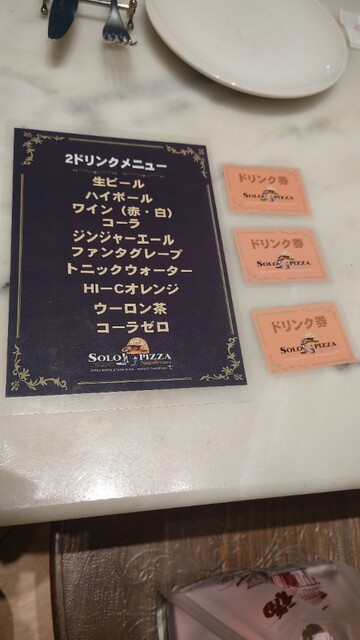 2ドリンクメニュー
生ビール
ハイボール
ワイン（赤・白）
コーラ
ジンジャーエール
ファンタグレープ
トニックウォーター
HI－Cオレンジ
ウーロン茶
コーラゼロ
SOLO PIZZA
Napoletana
ドリンク券
SOLO PIZZA
ドリンク券
SOLO PIZZA
ドリンク券
SOLO PIZZA